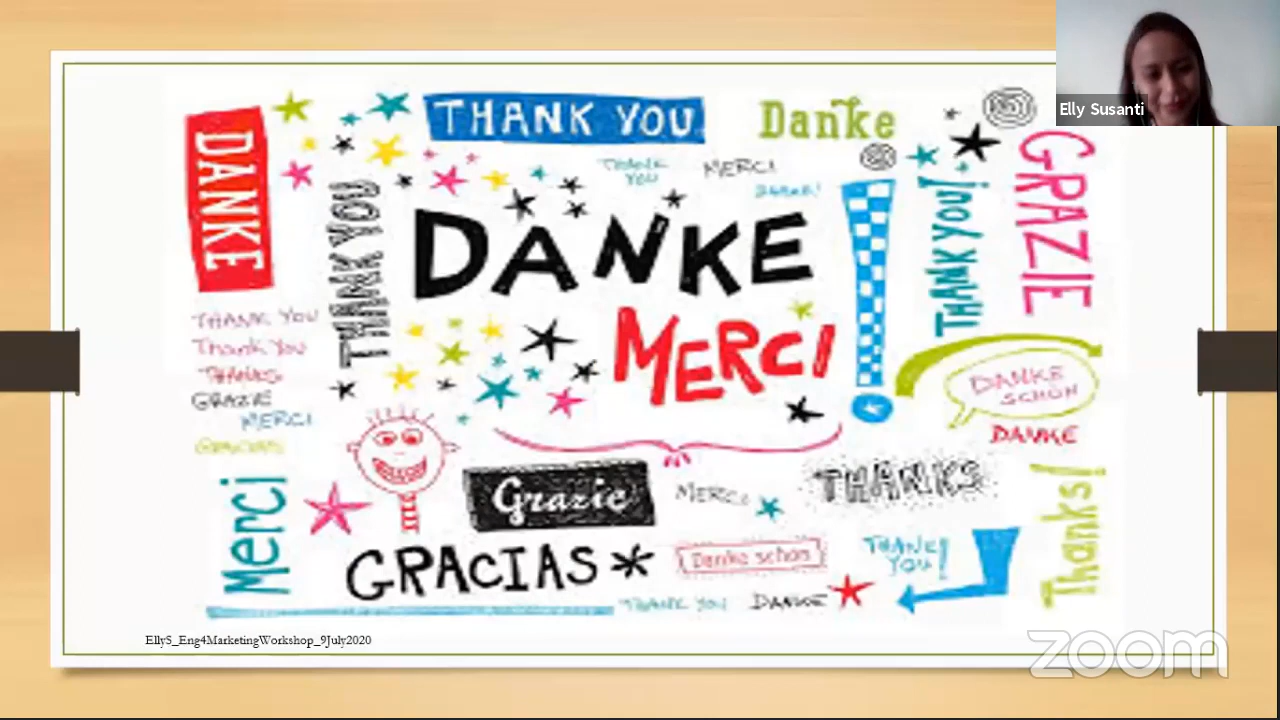 Elly Susanti
DANKE
THANK YOU
Danke
THANK YOU
MERCI
DANKE!
THANK YOU
DANKE
THANK YOU!
GRAZIE
MERCI
THANK YOU
Thank you
THANKS
GRAZIE
MERCI
GRACIAS
DANKE SCHÖN
DANKE
Merci
Grazie
MERCI
THANKS
Thanks!
GRACIAS
Danke schön
THANK YOU!
THANK YOU
DANKE
EllyS_Eng4MarketingWorkshop_9July2020
zoom